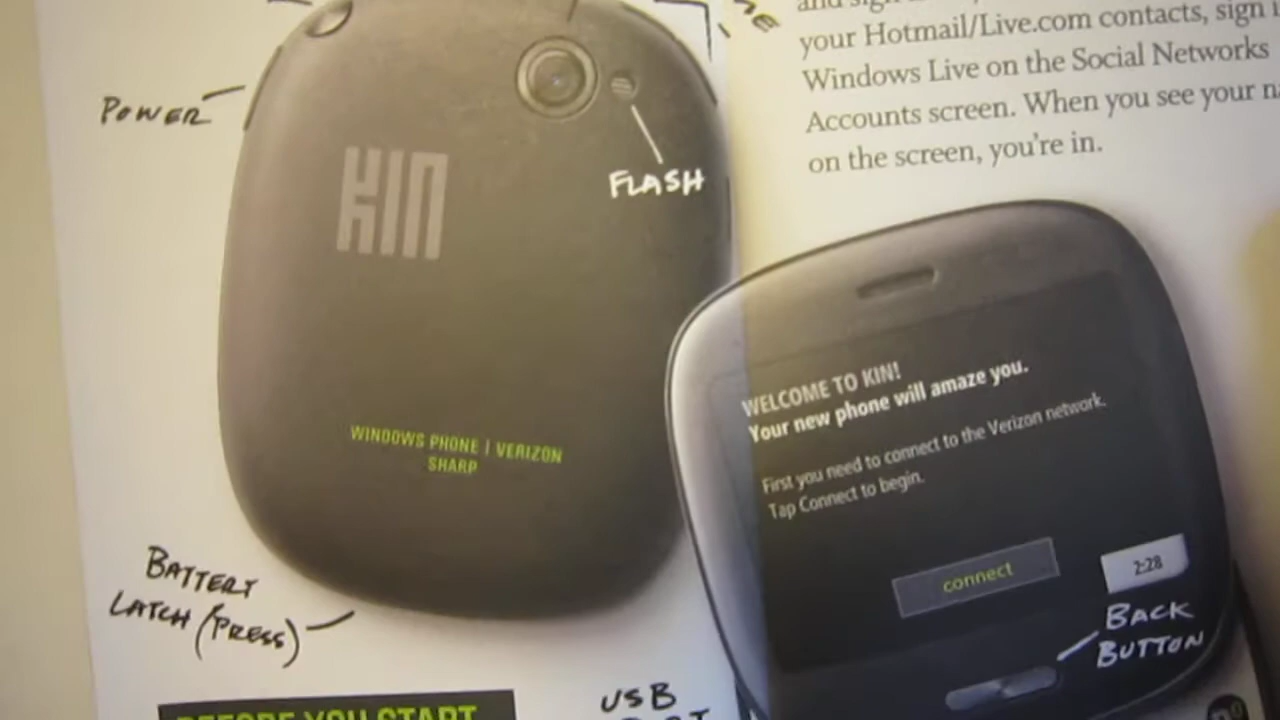 your Hotmail/Live.com contacts, sign
Windows Live on the Social Networks
Accounts screen. When you see your
on the screen, you're in.
POWER
FLASH
KIN
WINDOWS PHONE | VERIZON
SHARP
BATTERY
LATCH (PRESS)
WELCOME TO KIN!
Your new phone will amaze you.
First you need to connect to the Verizon network.
Tap Connect to begin.
connect
2:28
BACK
BUTTON
BEFORE YOU START
USB